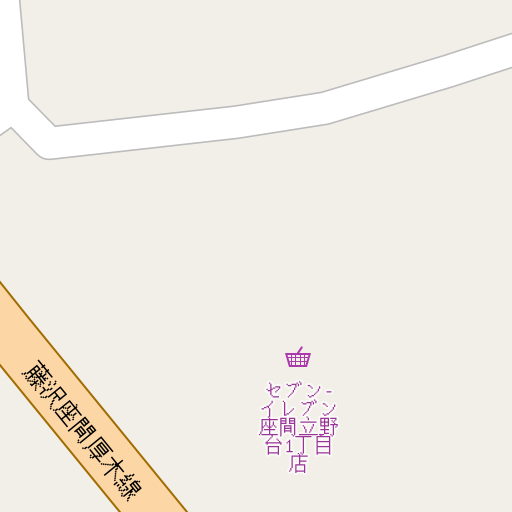 セブン-
イレブン
座間立野
台1丁目
店
藤沢座間厚木線